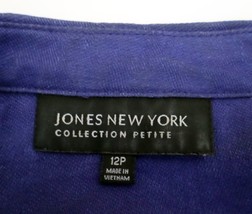 JONES NEW YORK
COLLECTION PETITE
12P
MADE IN
VIETNAM